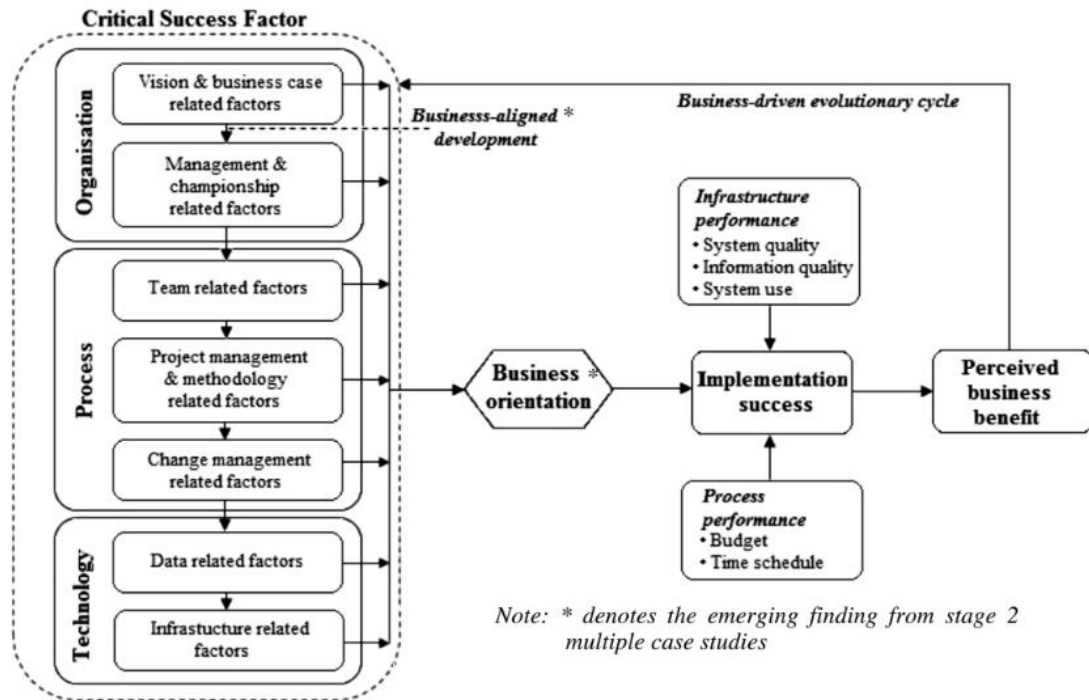 Critical Success Factor
Organisation
Vision & business case
related factors
Businesss-aligned *
development
Management &
championship
related factors
Process
Team related factors
Project management
& methodology
related factors
Change management
related factors
Technology
Data related factors
Infrastucture related
factors
Business *
orientation
Business-driven evolutionary cycle
Infrastructure
performance
• System quality
• Information quality
• System use
Implementation
success
Process
performance
• Budget
• Time schedule
Perceived
business
benefit
Note: * denotes the emerging finding from stage 2
multiple case studies